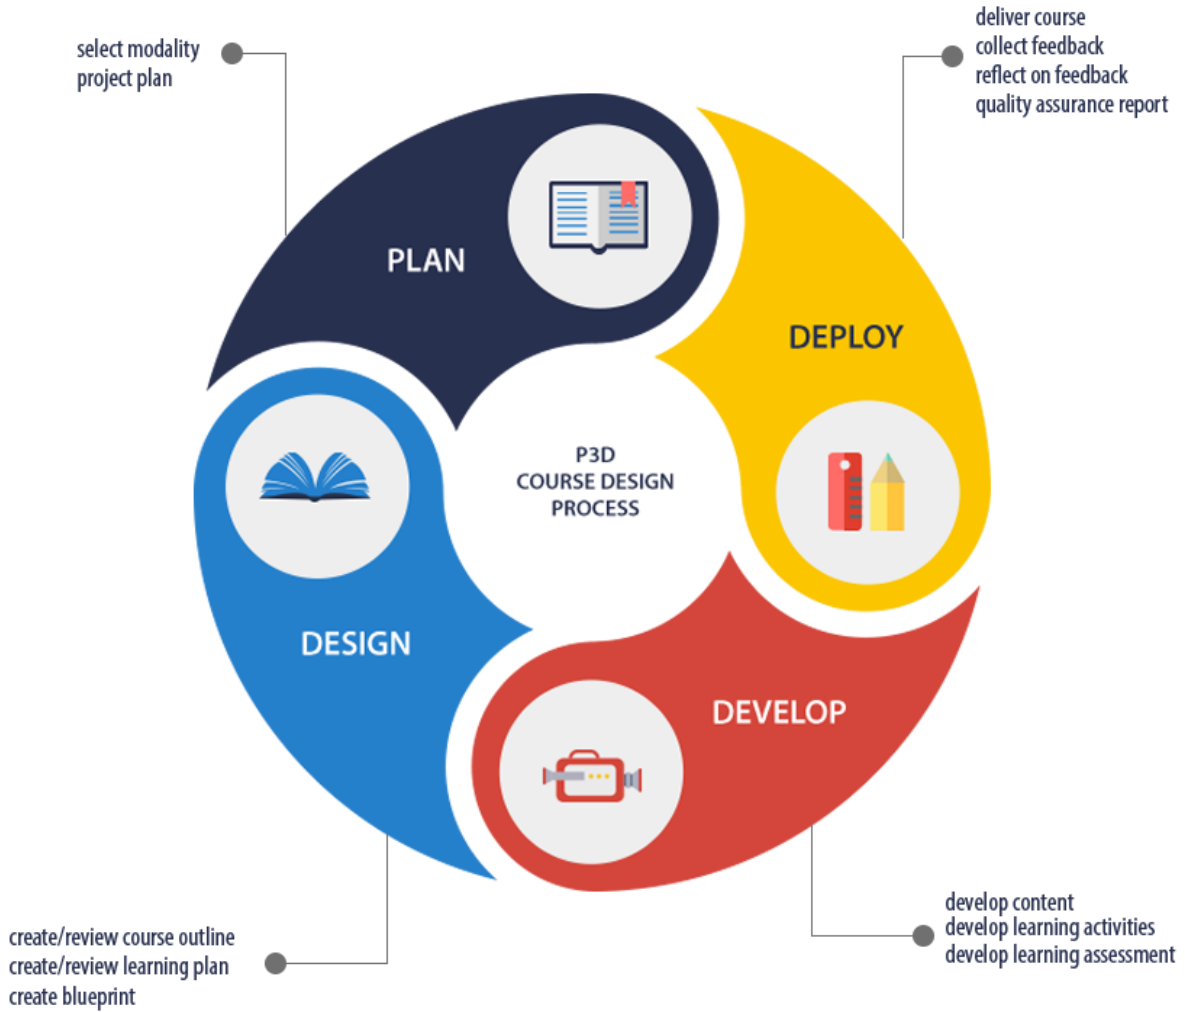 select modality
project plan
deliver course
collect feedback
reflect on feedback
quality assurance report
PLAN
DEPLOY
P3D
COURSE DESIGN
PROCESS
DESIGN
DEVELOP
create/review course outline
create/review learning plan
create blueprint
develop content
develop learning activities
develop learning assessment